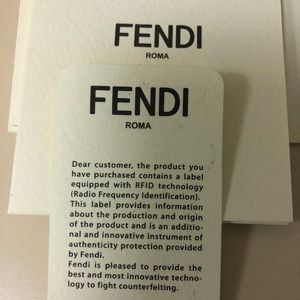 FENDI
ROMA
FENDI
ROMA
Dear customer, the product you
have purchased contains a label
equipped with RFID technology
(Radio Frequency Identification).
This label provides information
about the production and origin
of the product and is an additio-
nal and innovative instrument of
authenticity protection provided
by Fendi.
Fendi is pleased to provide the
best and most innovative techno-
logy to fight counterfeiting.